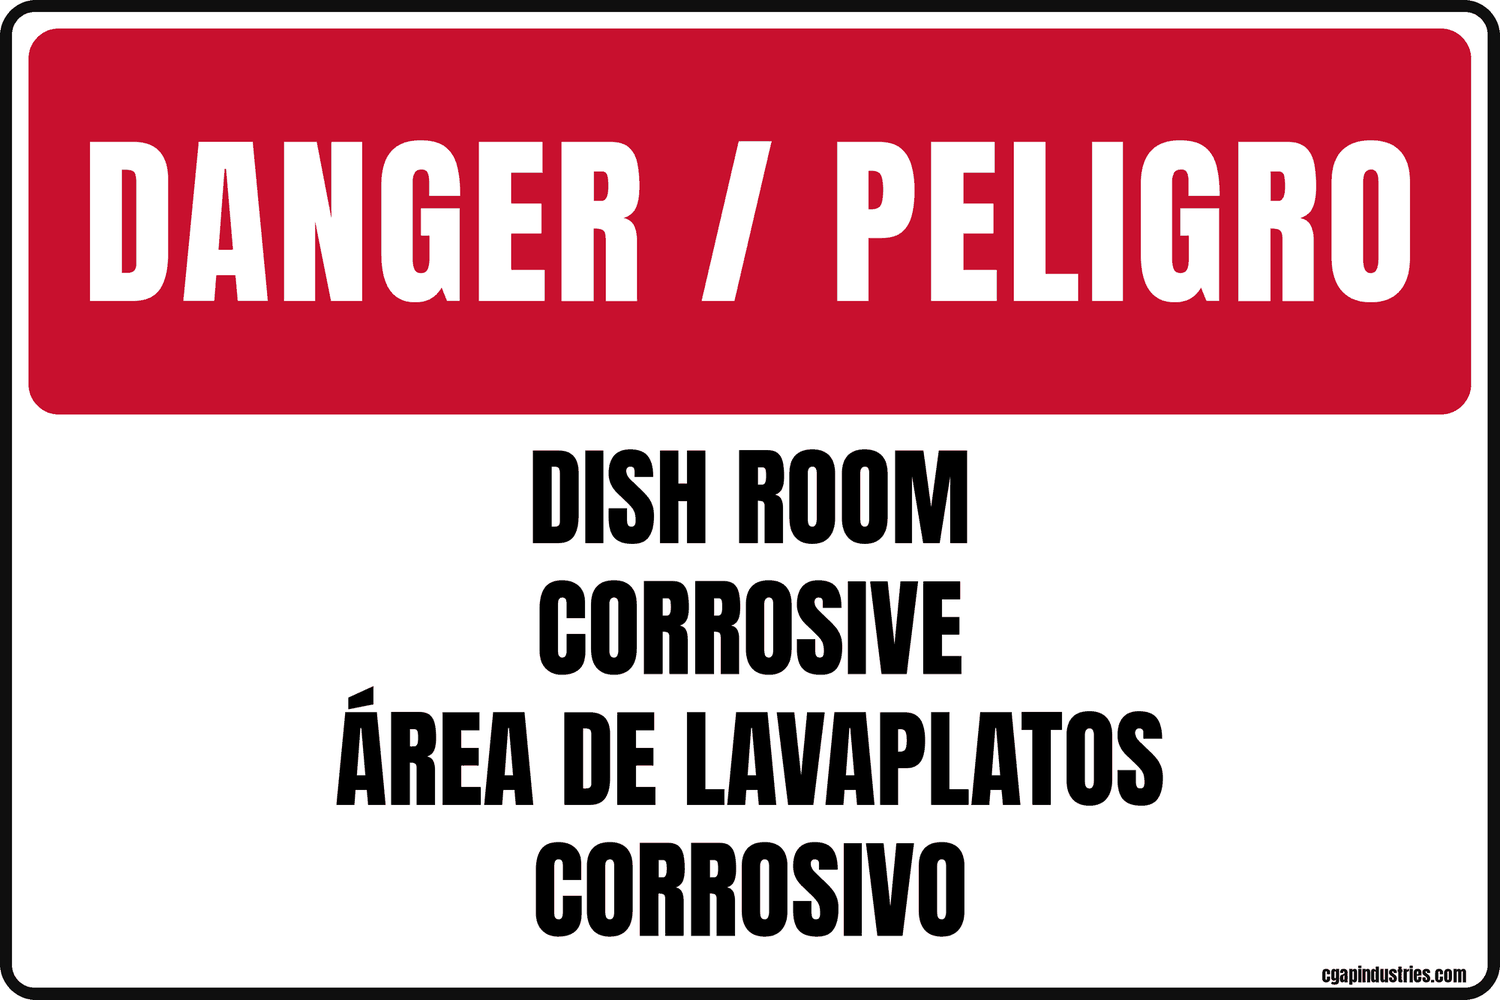 DANGER / PELIGRO
DISH ROOM
CORROSIVE
ÁREA DE LAVAPLATOS
CORROSIVO
cgapindustries.com